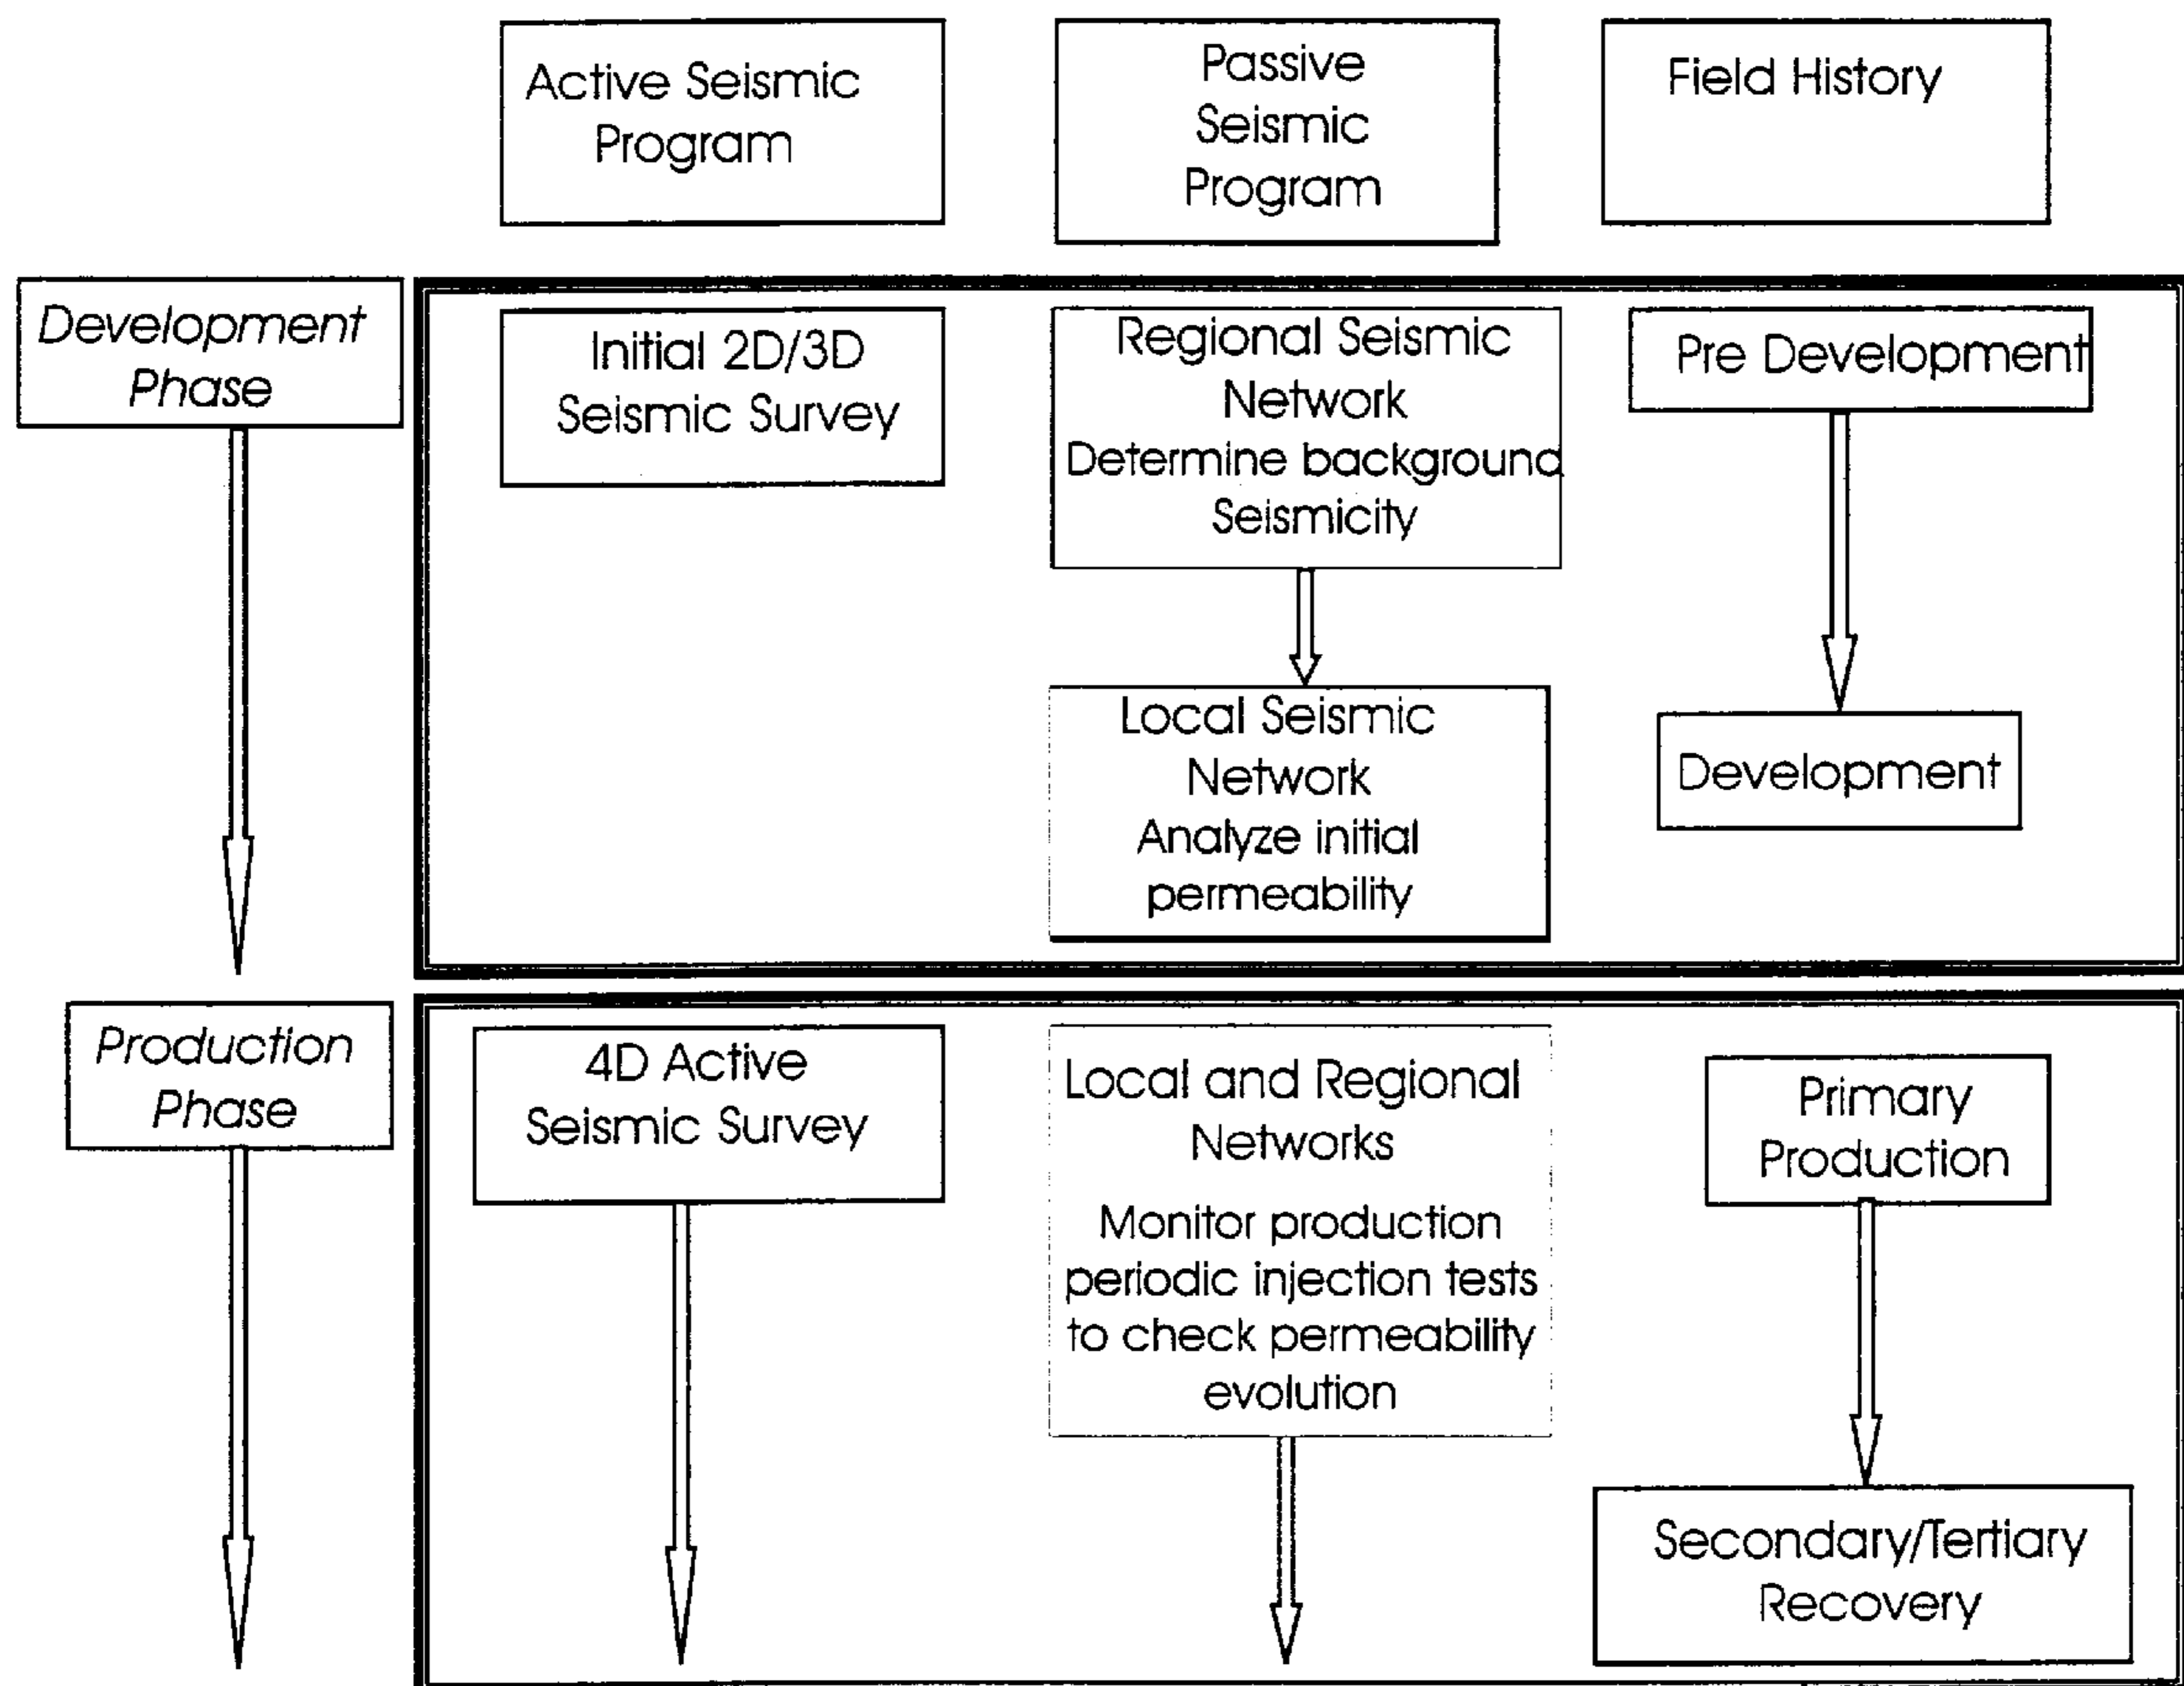 Active Seismic
Program
Passive
Seismic
Program
Field History
Development
Phase
Initial 2D/3D
Seismic Survey
Regional Seismic
Network
Determine background
Seismicity
Pre Development
Local Seismic
Network
Analyze initial
permeability
Development
Production
Phase
4D Active
Seismic Survey
Local and Regional
Networks
Monitor production
periodic injection tests
to check permeability
evolution
Primary
Production
Secondary/Tertiary
Recovery